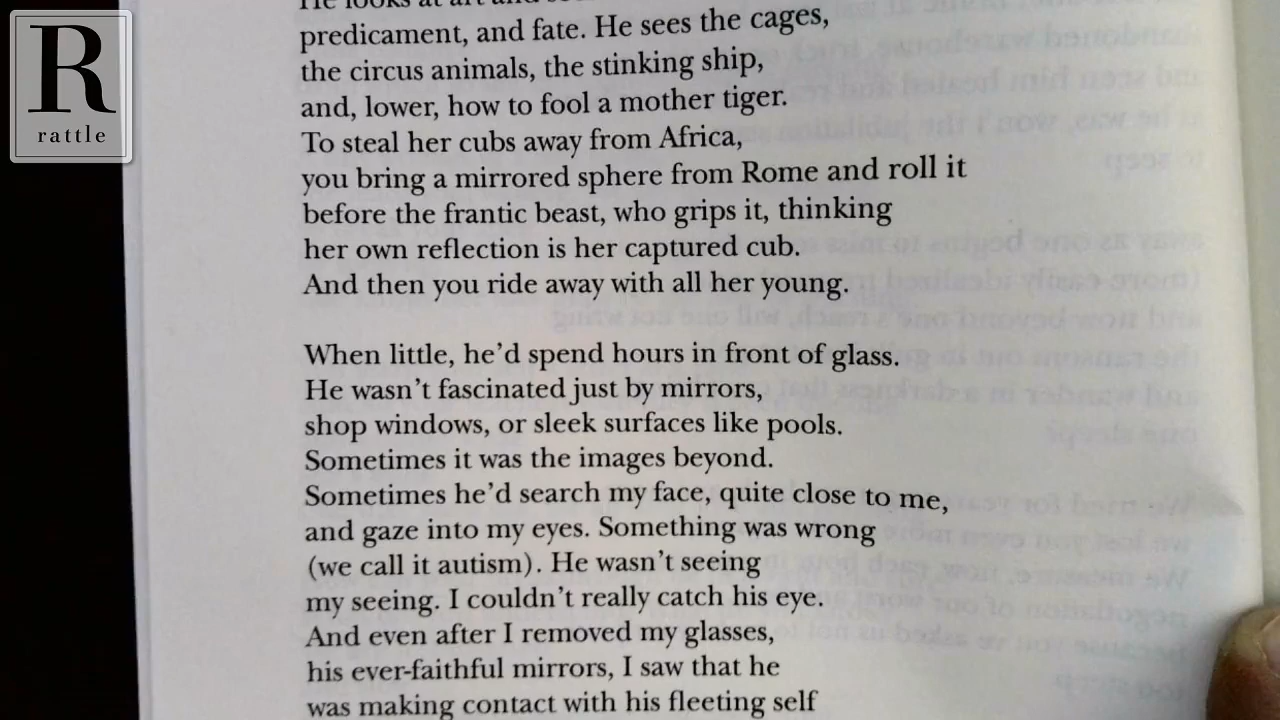 R
rattle
He looks at art and
predicament, and fate. He sees the cages,
the circus animals, the stinking ship,
and, lower, how to fool a mother tiger.
To steal her cubs away from Africa,
you bring a mirrored sphere from Rome and roll it
before the frantic beast, who grips it, thinking
her own reflection is her captured cub.
And then you ride away with all her young.
When little, he’d spend hours in front of glass.
He wasn’t fascinated just by mirrors,
shop windows, or sleek surfaces like pools.
Sometimes it was the images beyond.
Sometimes he’d search my face, quite close to me,
and gaze into my eyes. Something was wrong
(we call it autism). He wasn’t seeing
my seeing. I couldn’t really catch his eye.
And even after I removed my glasses,
his ever-faithful mirrors, I saw that he
was making contact with his fleeting self